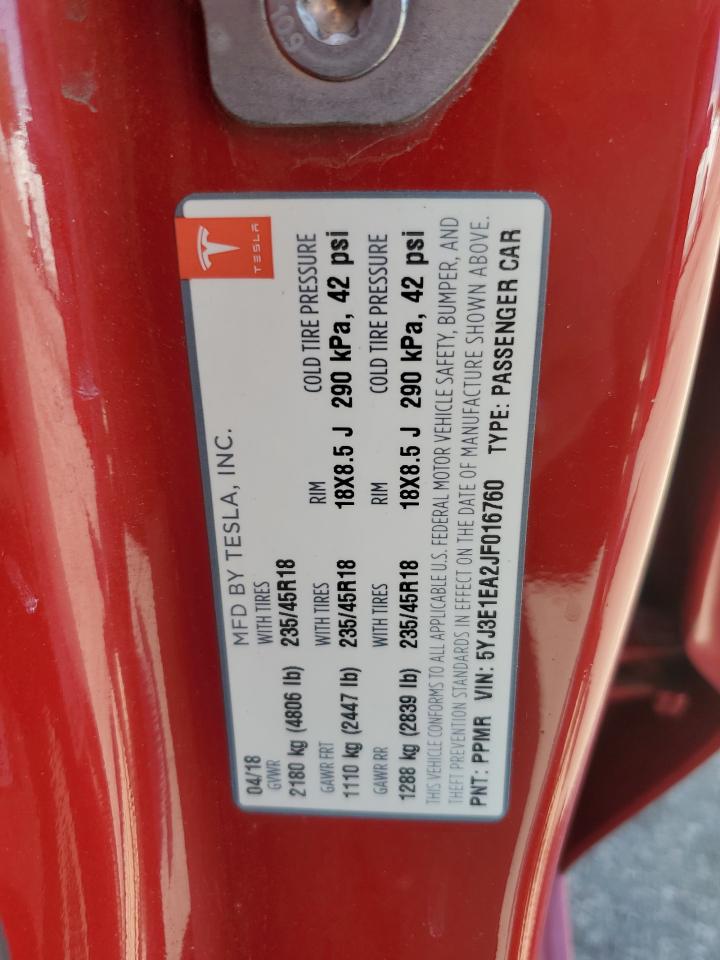 TESLA
04/18 MFD BY TESLA, INC.
GVWR WITH TIRES RIM COLD TIRE PRESSURE
2180 kg (4806 lb) 235/45R18 18X8.5 J 290 kPa, 42 psi
GAWR FRT WITH TIRES RIM COLD TIRE PRESSURE
1110 kg (2447 lb) 235/45R18 18X8.5 J 290 kPa, 42 psi
GAWR RR
1288 kg (2839 lb) 235/45R18
THIS VEHICLE CONFORMS TO ALL APPLICABLE U.S. FEDERAL MOTOR VEHICLE SAFETY, BUMPER, AND
THEFT PREVENTION STANDARDS IN EFFECT ON THE DATE OF MANUFACTURE SHOWN ABOVE.
PNT: PPMR VIN: 5YJ3E1EA2JF016760 TYPE: PASSENGER CAR